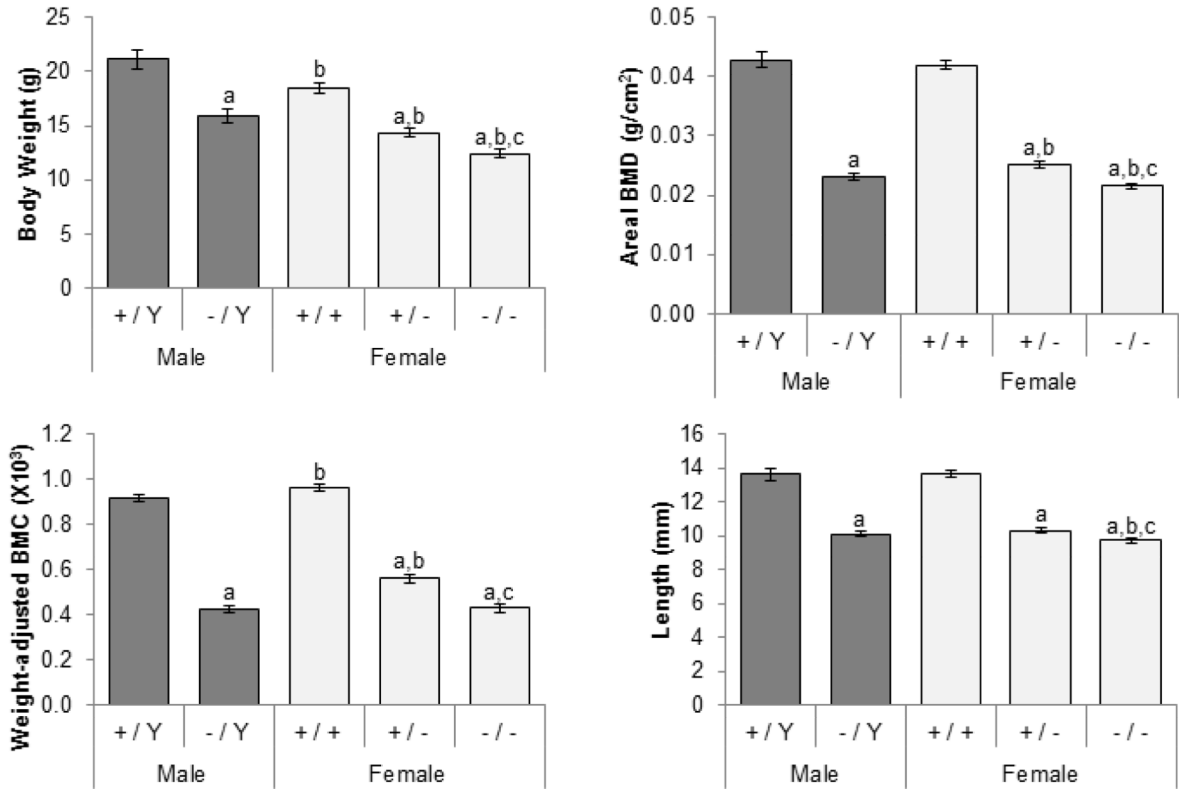 Body Weight (g)
25
20
15
10
5
0
a
b
a,b
a,b,c
+ / Y
- / Y
+ / +
+ / -
- / -
Male
Female
Areal BMD (g/cm²)
0.05
0.04
0.03
0.02
0.01
0.00
a
a,b
a,b,c
+ / Y
- / Y
+ / +
+ / -
- / -
Male
Female
Weight-adjusted BMC (X10³)
1.2
1.0
0.8
0.6
0.4
0.2
0.0
a
b
a,b
a,c
+ / Y
- / Y
+ / +
+ / -
- / -
Male
Female
Length (mm)
16
14
12
10
8
6
4
2
0
a
a
a,b,c
+ / Y
- / Y
+ / +
+ / -
- / -
Male
Female